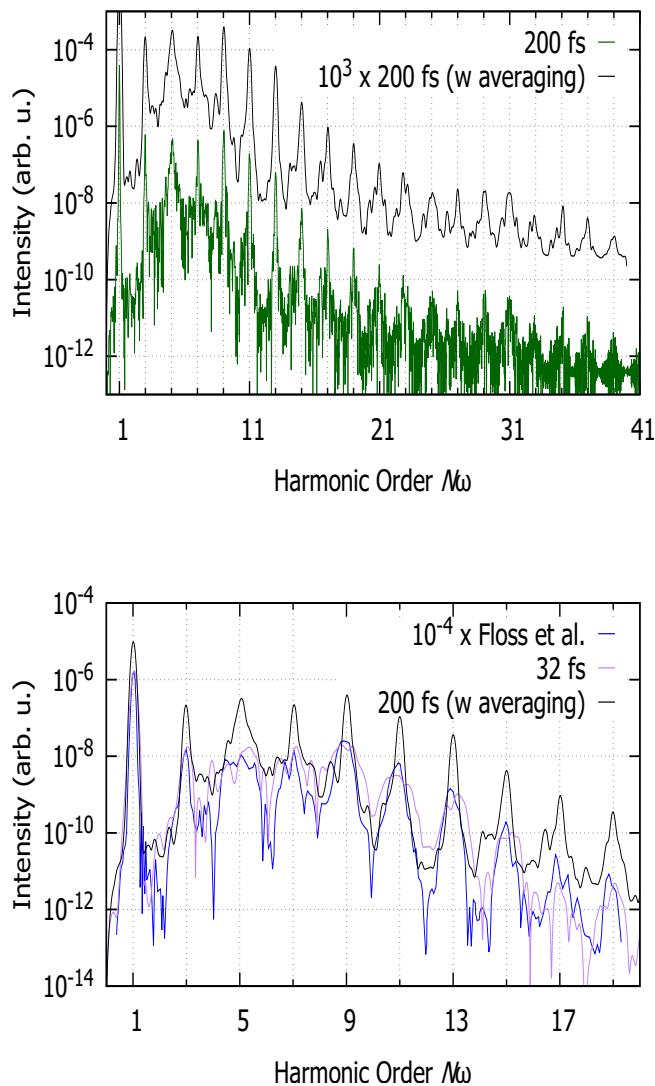 10⁻⁴
10⁻⁶
10⁻⁸
10⁻¹⁰
10⁻¹²
Intensity (arb. u.)
200 fs
10³ x 200 fs (w averaging)
1 11 21 31 41
Harmonic Order Nω
10⁻⁴
10⁻⁶
10⁻⁸
10⁻¹⁰
10⁻¹²
10⁻¹⁴
Intensity (arb. u.)
10⁻⁴ x Floss et al.
32 fs
200 fs (w averaging)
1 5 9 13 17
Harmonic Order Nω